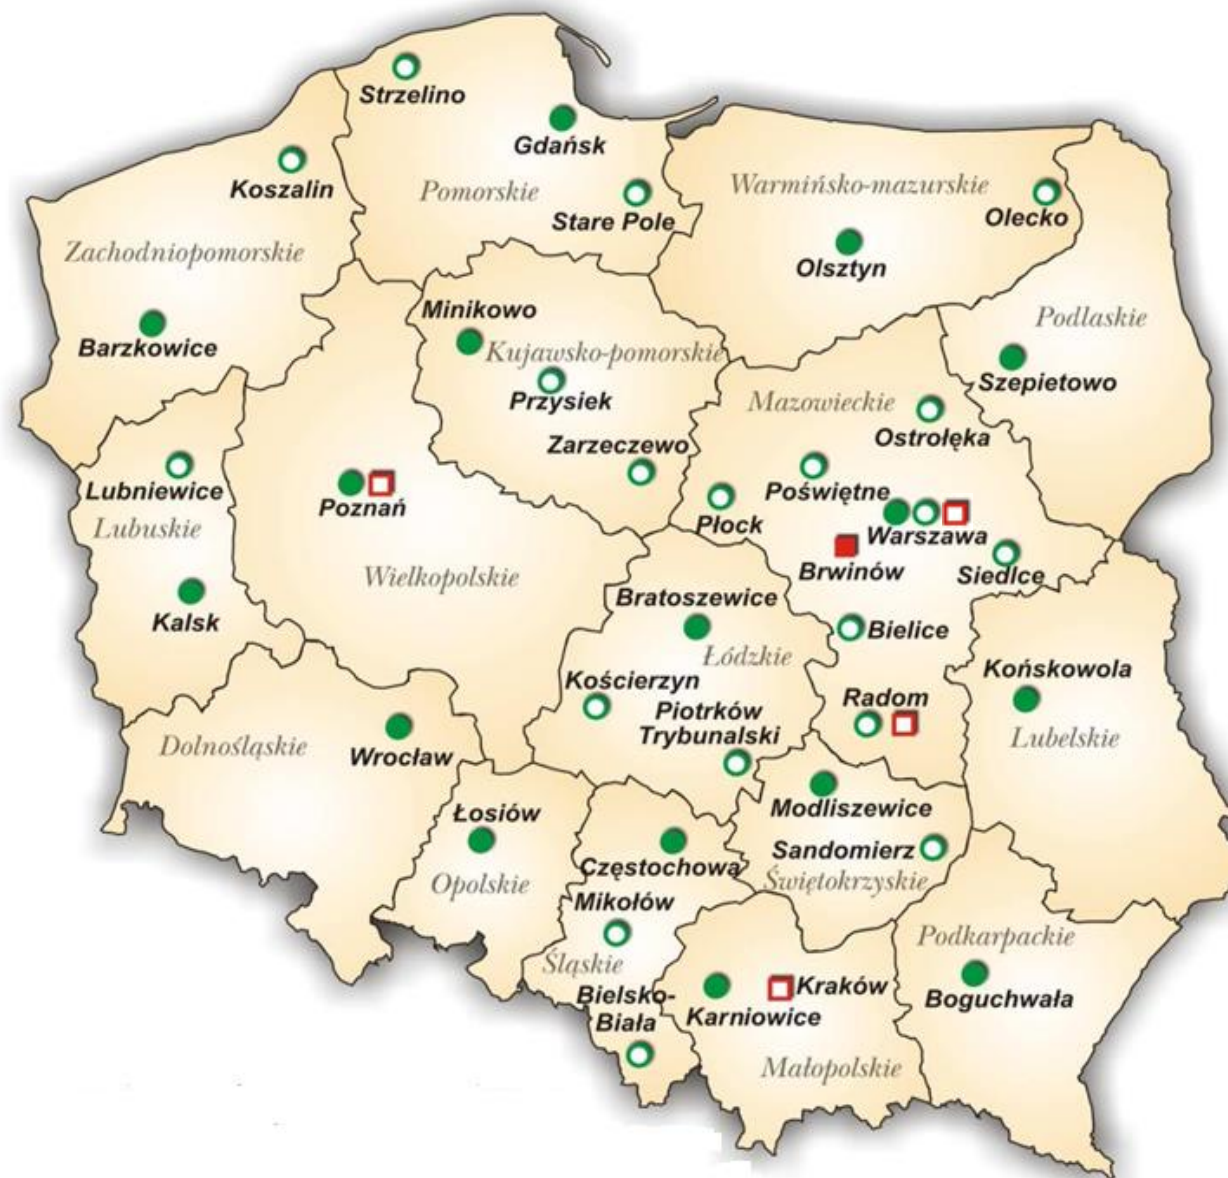 Strzelino
Gdańsk
Koszalin
Pomorskie
Warmińsko-mazurskie
Stare Pole
Olecko
Zachodniopomorskie
Olsztyn
Minikowo
Podlaskie
Barzkowice
Kujawsko-pomorskie
Szepietowo
Przysiek
Mazowieckie
Ostrołęka
Zarzeczewo
Lubniewice
Poświętne
Poznań
Płock
Lubuskie
Warszawa
Brwinów
Siedlce
Wielkopolskie
Bratoszewice
Kalsk
Bielice
Łódzkie
Końskowola
Kościerzyn
Radom
Piotrków
Trybunalski
Lubelskie
Dolnośląskie
Wrocław
Modliszewice
Łosiów
Sandomierz
Częstochowa
Opolskie
Świętokrzyskie
Mikołów
Podkarpackie
Śląskie
Kraków
Bielsko-
Biała
Karniowice
Boguchwała
Małopolskie